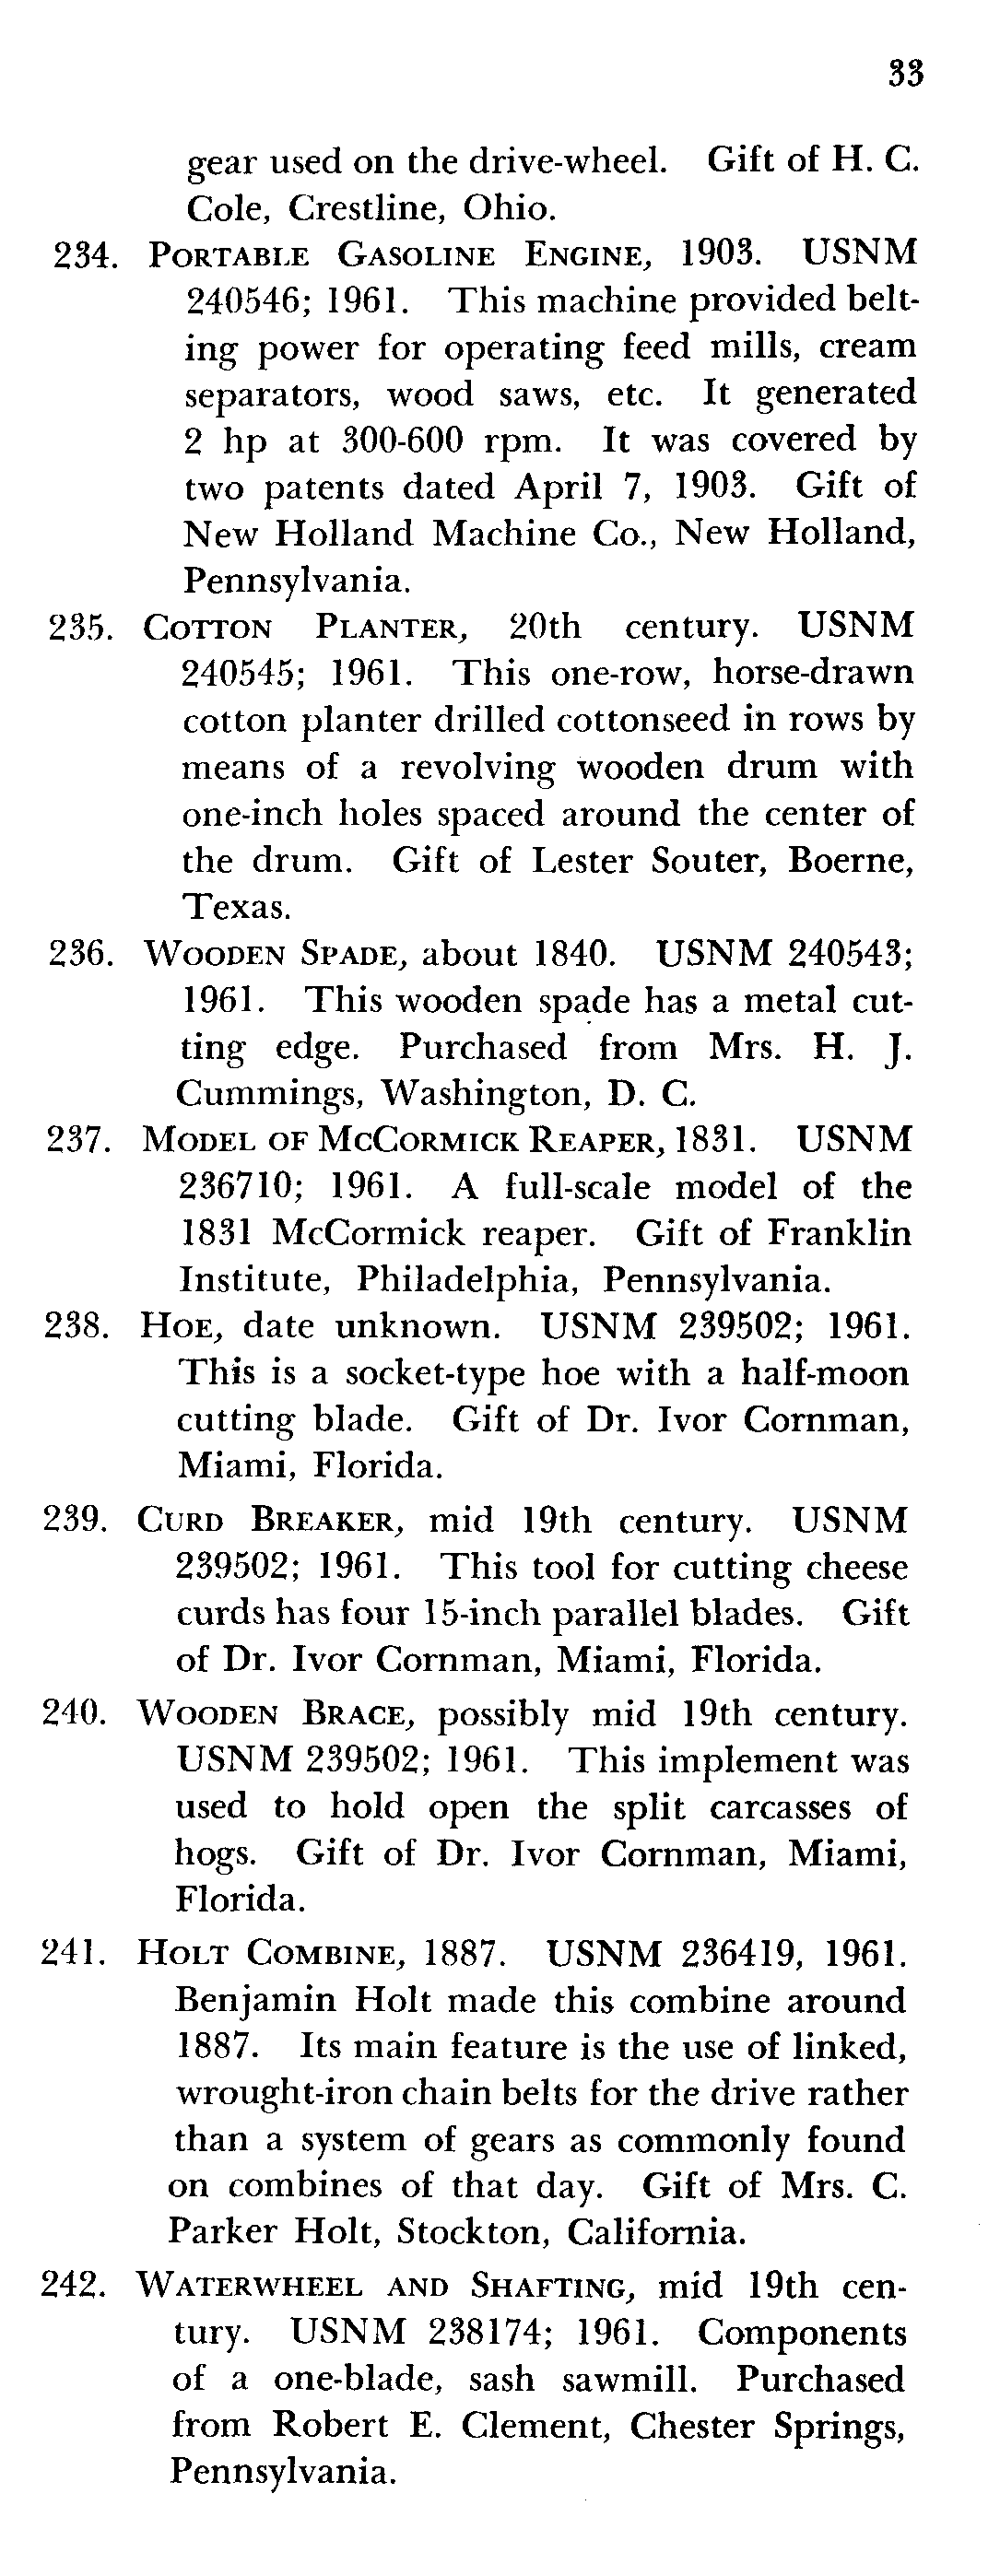 33
gear used on the drive-wheel. Gift of H. C.
Cole, Crestline, Ohio.
234. Portable Gasoline Engine, 1903. USNM
240546; 1961. This machine provided belt-
ing power for operating feed mills, cream
separators, wood saws, etc. It generated
2 hp at 300-600 rpm. It was covered by
two patents dated April 7, 1903. Gift of
New Holland Machine Co., New Holland,
Pennsylvania.
235. Cotton Planter, 20th century. USNM
240545; 1961. This one-row, horse-drawn
cotton planter drilled cottonseed in rows by
means of a revolving wooden drum with
one-inch holes spaced around the center of
the drum. Gift of Lester Souter, Boerne,
Texas.
236. Wooden Spade, about 1840. USNM 240543;
1961. This wooden spade has a metal cut-
ting edge. Purchased from Mrs. H. J.
Cummings, Washington, D. C.
237. Model of McCormick Reaper, 1831. USNM
236710; 1961. A full-scale model of the
1831 McCormick reaper. Gift of Franklin
Institute, Philadelphia, Pennsylvania.
238. Hoe, date unknown. USNM 239502; 1961.
This is a socket-type hoe with a half-moon
cutting blade. Gift of Dr. Ivor Cornman,
Miami, Florida.
239. Curd Breaker, mid 19th century. USNM
239502; 1961. This tool for cutting cheese
curds has four 15-inch parallel blades. Gift
of Dr. Ivor Cornman, Miami, Florida.
240. Wooden Brace, possibly mid 19th century.
USNM 239502; 1961. This implement was
used to hold open the split carcasses of
hogs. Gift of Dr. Ivor Cornman, Miami,
Florida.
241. Holt Combine, 1887. USNM 236419, 1961.
Benjamin Holt made this combine around
1887. Its main feature is the use of linked,
wrought-iron chain belts for the drive rather
than a system of gears as commonly found
on combines of that day. Gift of Mrs. C.
Parker Holt, Stockton, California.
242. Waterwheel and Shafting, mid 19th cen-
tury. USNM 238174; 1961. Components
of a one-blade, sash sawmill. Purchased
from Robert E. Clement, Chester Springs,
Pennsylvania.